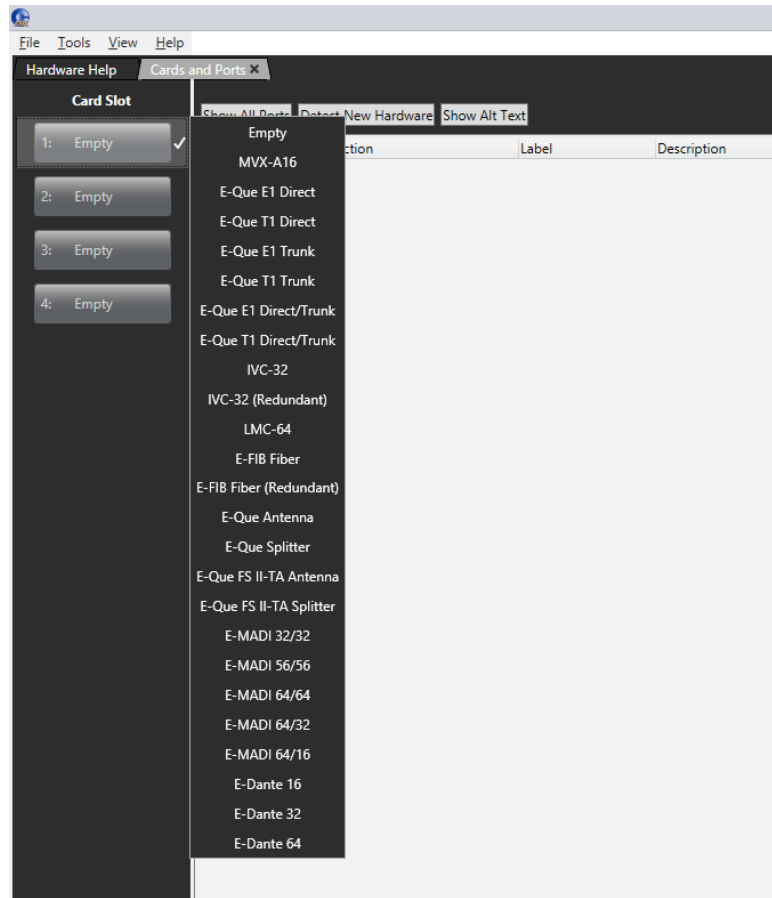 File Tools View Help
Hardware Help Cards and Ports ×
Card Slot
Show All Ports Detect New Hardware Show Alt Text
ction Label Description
1: Empty
2: Empty
3: Empty
4: Empty
Empty
MVX-A16
E-Que E1 Direct
E-Que T1 Direct
E-Que E1 Trunk
E-Que T1 Trunk
E-Que E1 Direct/Trunk
E-Que T1 Direct/Trunk
IVC-32
IVC-32 (Redundant)
LMC-64
E-FIB Fiber
E-FIB Fiber (Redundant)
E-Que Antenna
E-Que Splitter
E-Que FS II-TA Antenna
E-Que FS II-TA Splitter
E-MADI 32/32
E-MADI 56/56
E-MADI 64/64
E-MADI 64/32
E-MADI 64/16
E-Dante 16
E-Dante 32
E-Dante 64